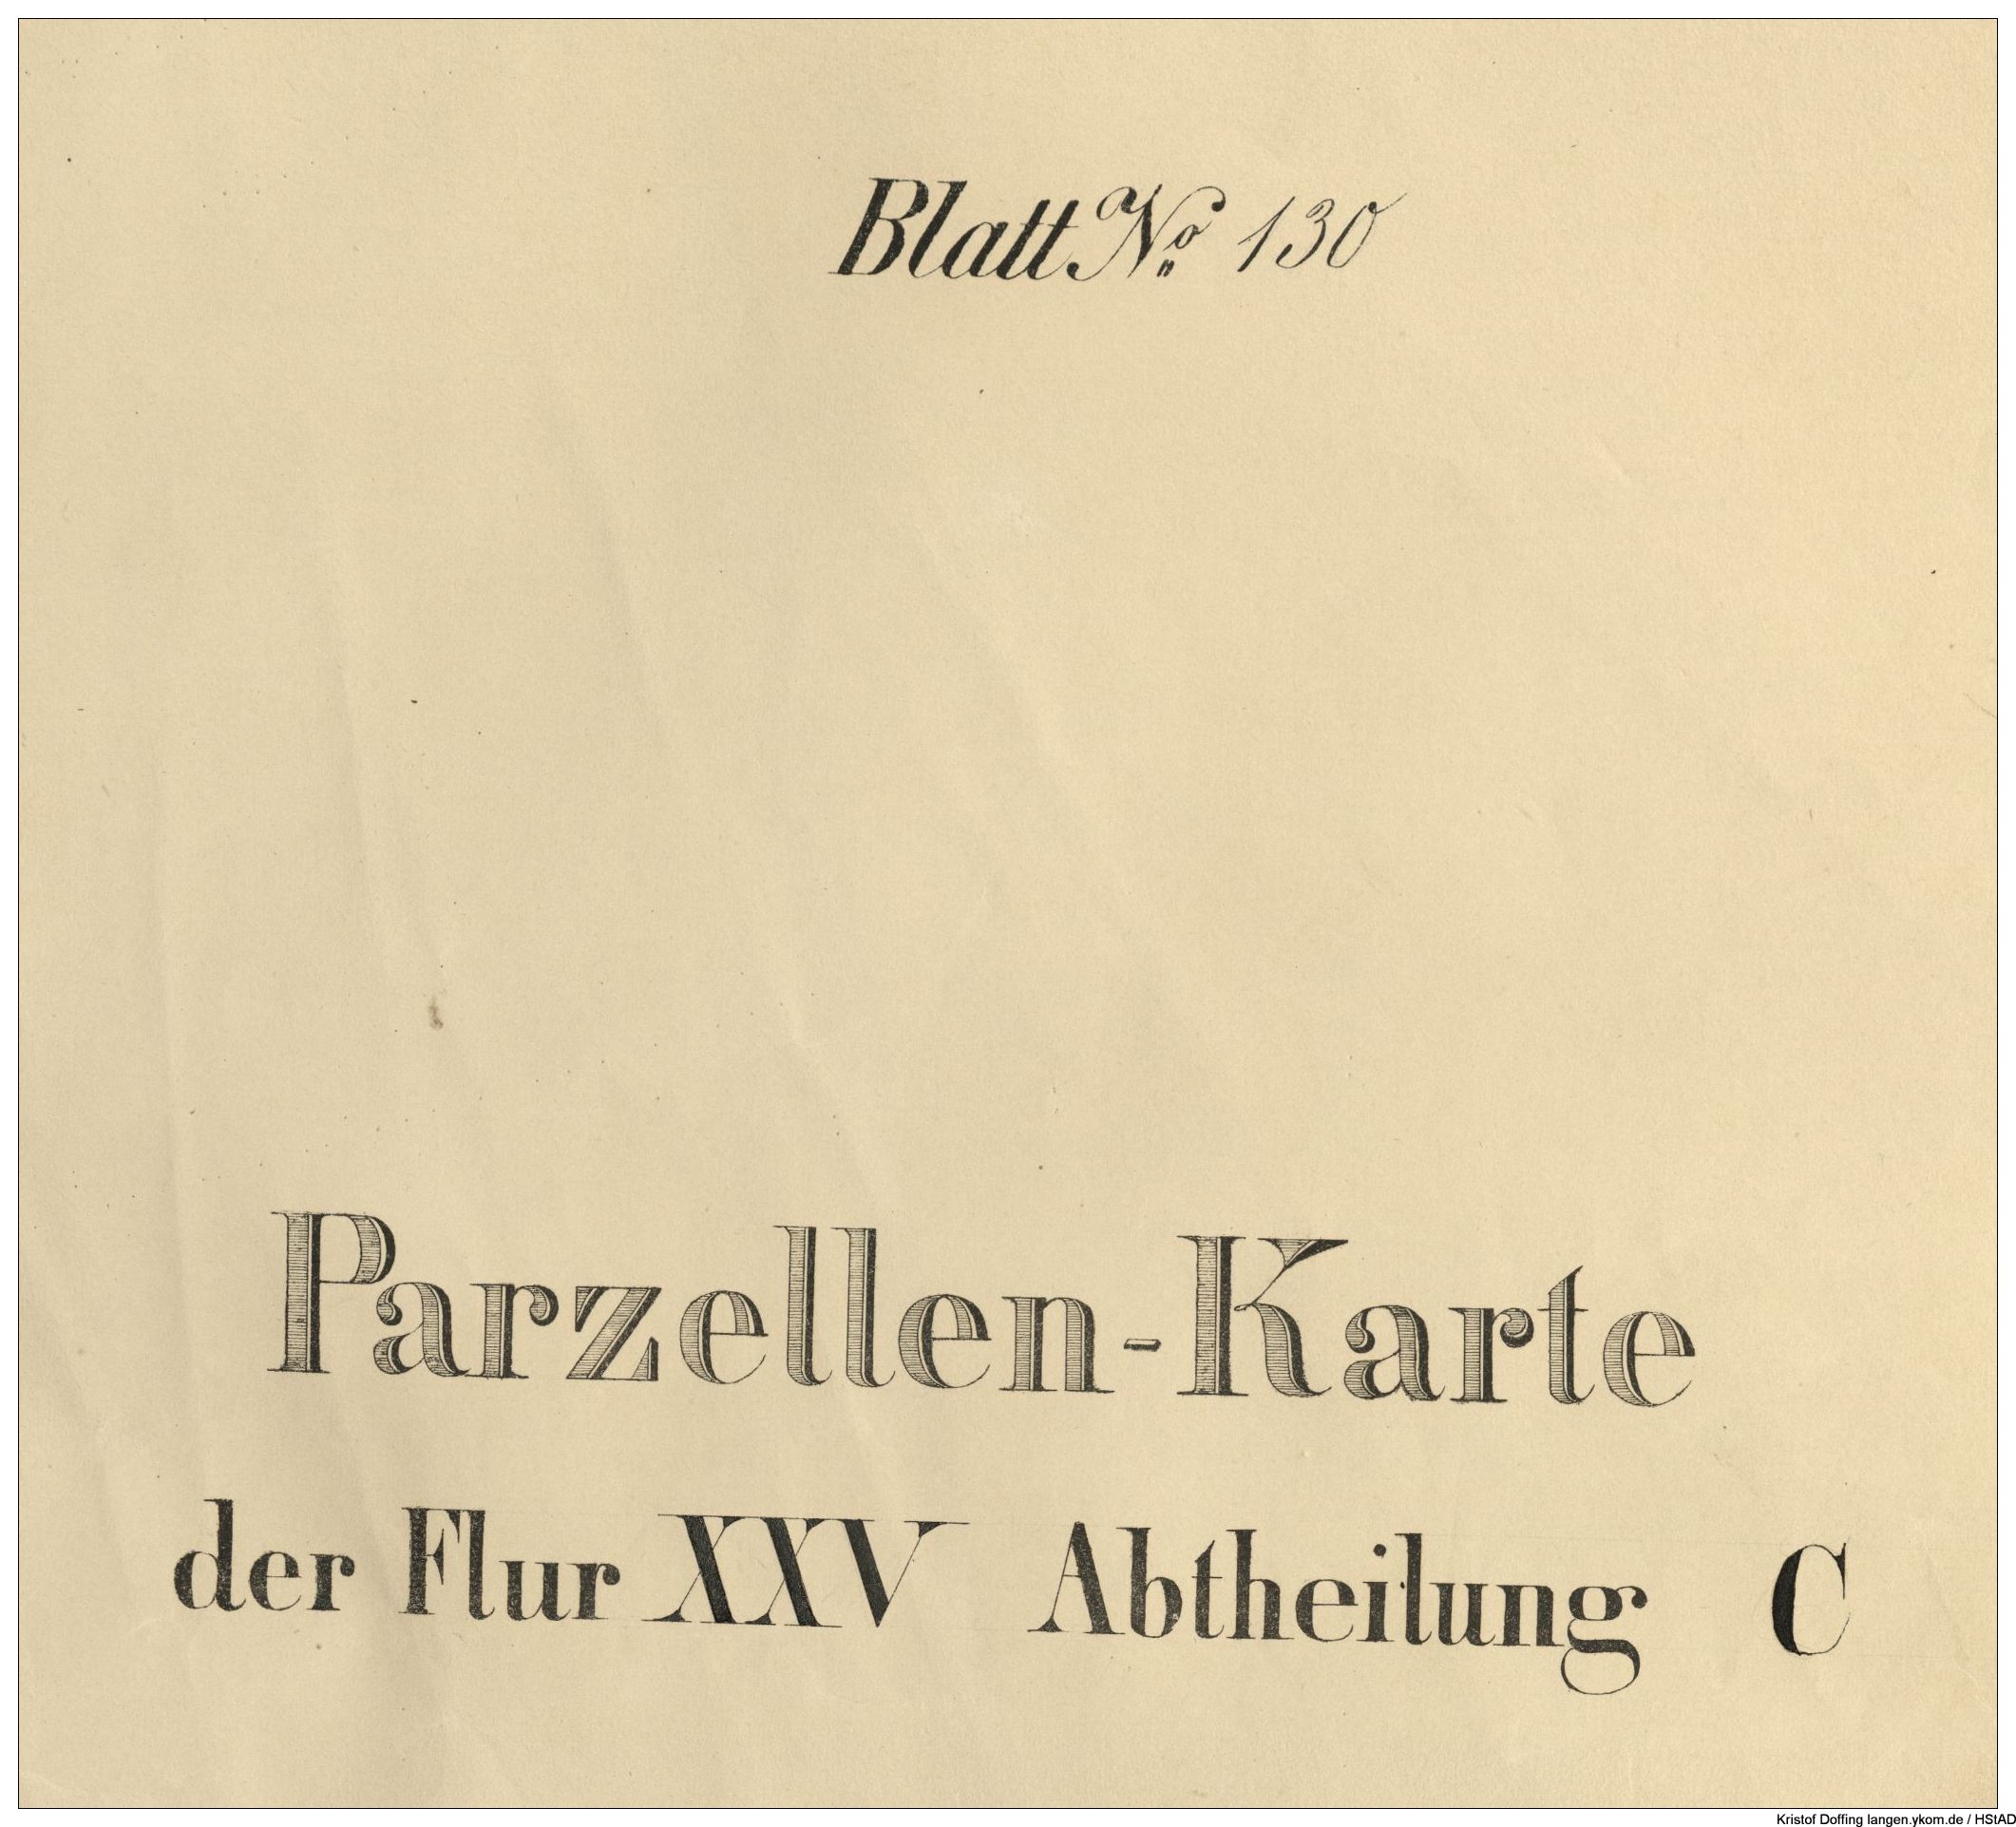 Blatt No. 130
Parzellen-Karte
der Flur XXV Abtheilung C
Kristof Doffing langen.ykom.de / HStAD